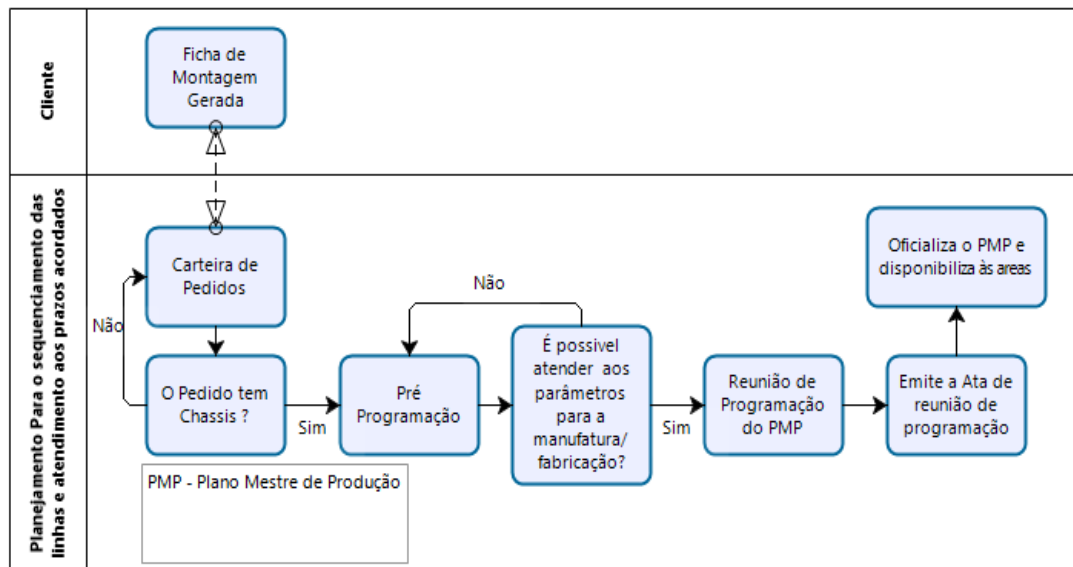 Cliente
Ficha de
Montagem
Gerada
Planejamento Para o sequenciamento das
linhas e atendimento aos prazos acordados
Carteira de
Pedidos
Não
O Pedido tem
Chassis ?
Sim
Pré
Programação
Não
É possivel
atender aos
parâmetros
para a
manufatura/
fabricação?
Sim
Reunião de
Programação
do PMP
Emite a Ata de
reunião de
programação
Oficializa o PMP e
disponibiliza às areas
PMP - Plano Mestre de Produção